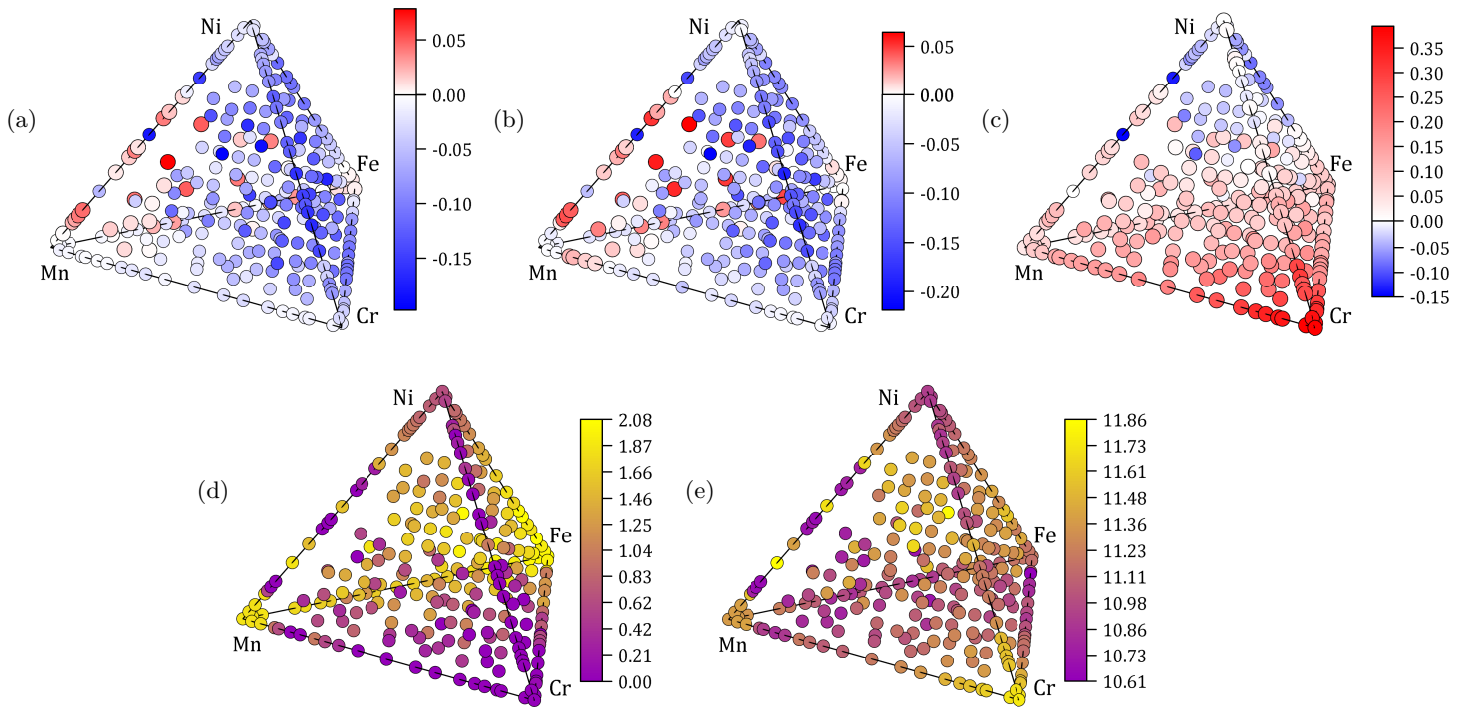 (a)
Ni
Fe
Mn
Cr
0.05
0.00
-0.05
-0.10
-0.15
(b)
Ni
Fe
Mn
Cr
0.05
0.00
-0.05
-0.10
-0.15
-0.20
(c)
Ni
Fe
Mn
Cr
0.35
0.30
0.25
0.20
0.15
0.10
0.05
0.00
-0.05
-0.10
-0.15
(d)
Ni
Fe
Mn
Cr
2.08
1.87
1.66
1.46
1.25
1.04
0.83
0.62
0.42
0.21
0.00
(e)
Ni
Fe
Mn
Cr
11.86
11.73
11.61
11.48
11.36
11.23
11.11
10.98
10.86
10.73
10.61